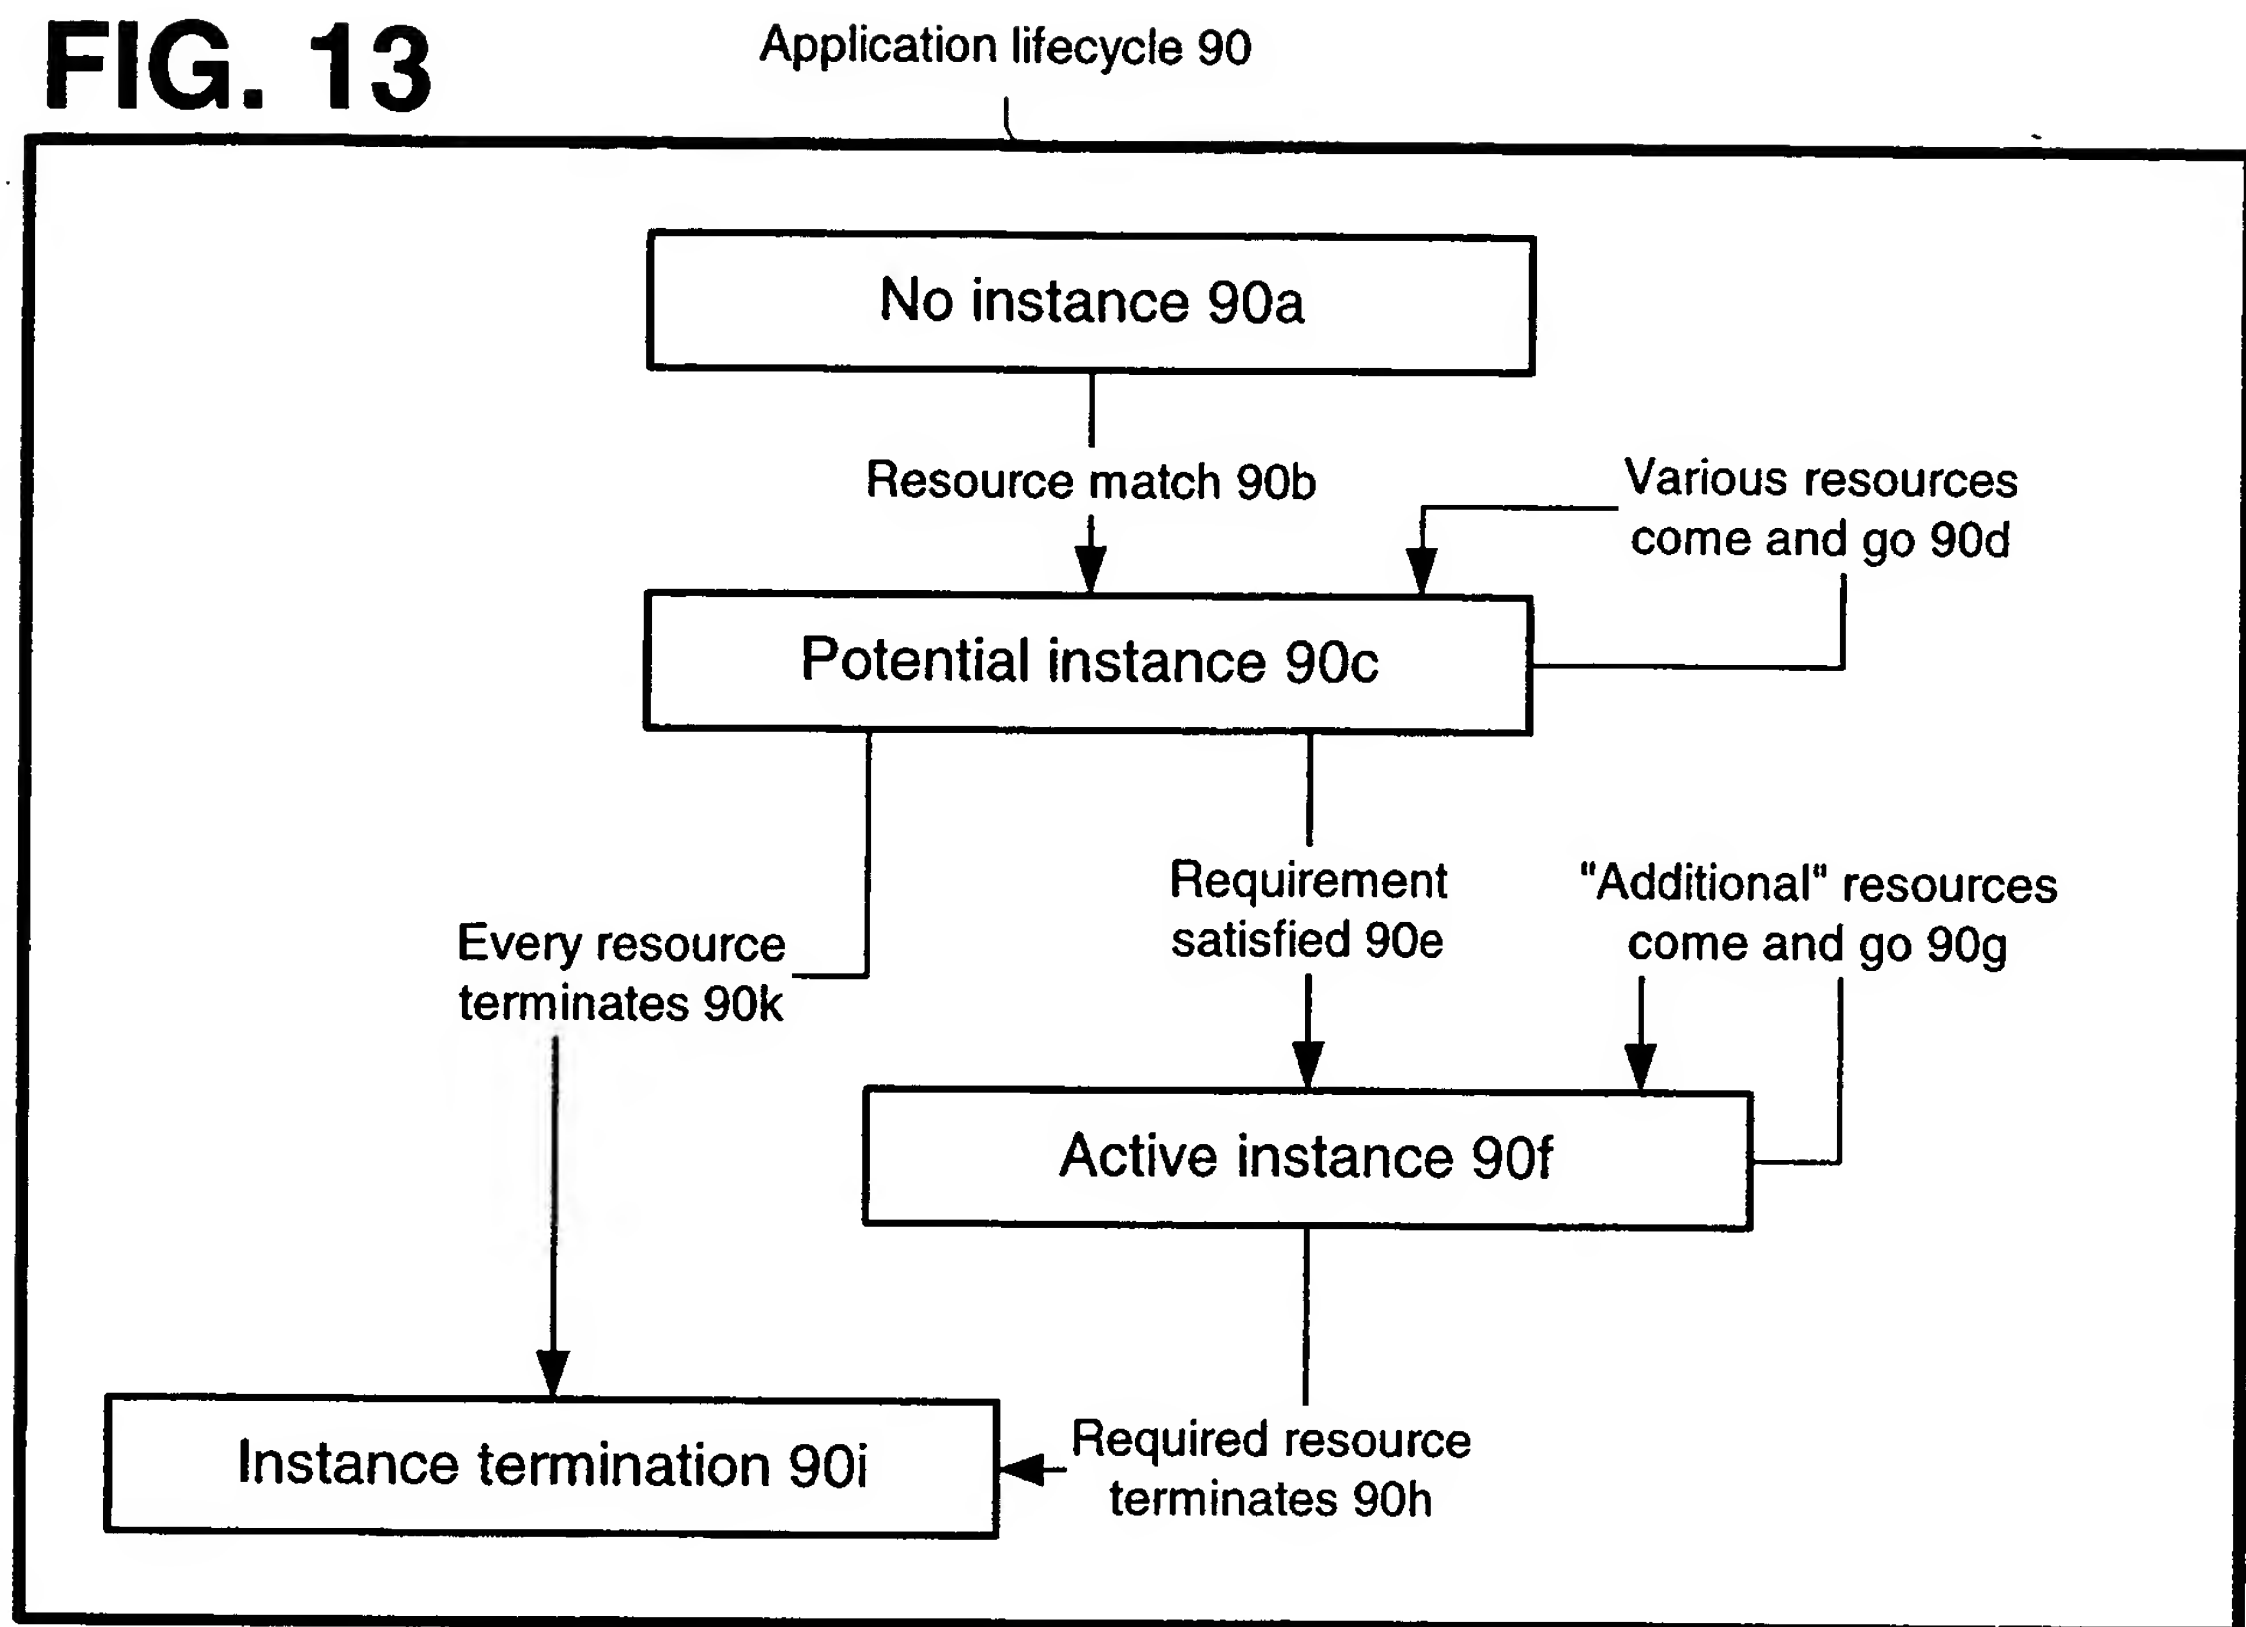 FIG. 13
Application lifecycle 90
No instance 90a
Resource match 90b
Various resources
come and go 90d
Potential instance 90c
Requirement
satisfied 90e
"Additional" resources
come and go 90g
Every resource
terminates 90k
Active instance 90f
Instance termination 90i
Required resource
terminates 90h